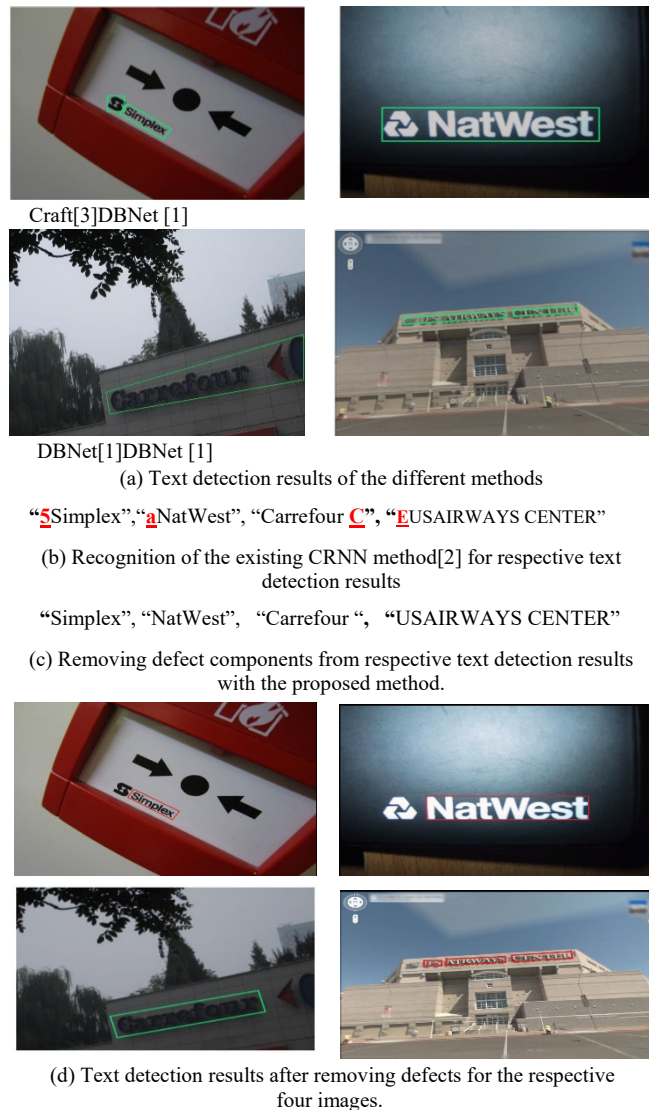 Simplex
NatWest
Craft[3]DBNet [1]
Carrefour
US AIRWAYS CENTER
DBNet[1]DBNet [1]
(a) Text detection results of the different methods
“5Simplex”,“aNatWest”, “Carrefour C”, “EUSAIRWAYS CENTER”
(b) Recognition of the existing CRNN method[2] for respective text
detection results
“Simplex”, “NatWest”, “Carrefour “, “USAIRWAYS CENTER”
(c) Removing defect components from respective text detection results
with the proposed method.
Simplex
NatWest
Carrefour
US AIRWAYS CENTER
(d) Text detection results after removing defects for the respective
four images.